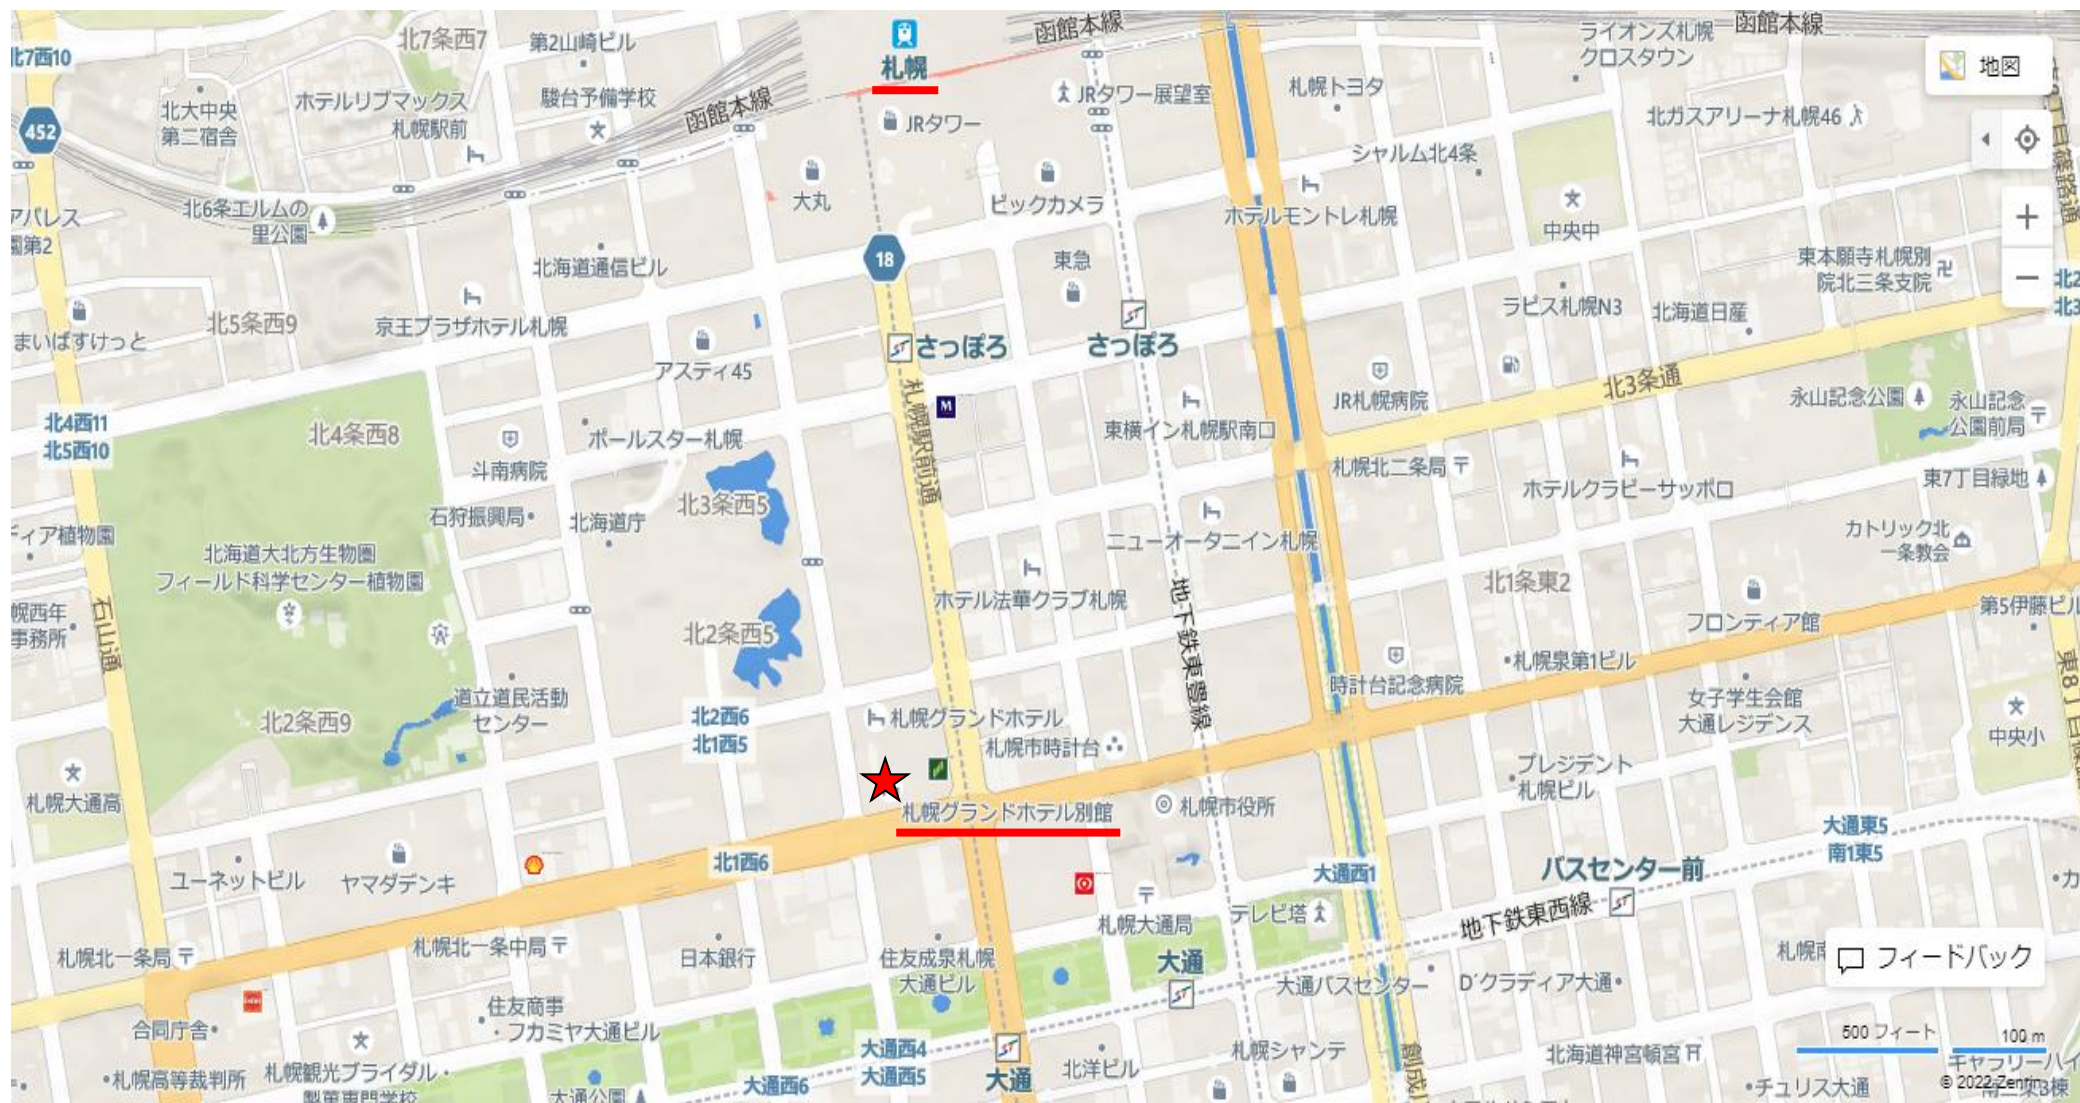 北7条西7
第2山崎ビル
函館本線
ライオンズ札幌
クロスタウン
函館本線
北7西10
札幌
地図
452
北大中央
第二宿舎
ホテルリブマックス
札幌駅前
駿台予備学校
函館本線
JRタワー
JRタワー展望室
札幌トヨタ
北ガスアリーナ札幌46
シャルム北4条
大丸
ビックカメラ
ホテルモントレ札幌
中央中
北6条エルムの
里公園
アパレス
園第2
18
東急
北海道通信ビル
東本願寺札幌別
院北三条支院
北2
北3
まいばすけっと
北5条西9
京王プラザホテル札幌
さっぽろ
さっぽろ
ラピス札幌N3
北海道日産
アスティ45
札幌駅前通
M
JR札幌病院
北3条通
永山記念公園
永山記念
公園前局
北4西11
北5西10
北4条西8
斗南病院
ポールスター札幌
東横イン札幌駅南口
札幌北二条局
ホテルクラビーサッポロ
東7丁目緑地
石狩振興局
北海道庁
北3条西5
ニューオータニイン札幌
カトリック北
一条教会
ディア植物園
北海道大北方生物園
フィールド科学センター植物園
ホテル法華クラブ札幌
地下鉄東豊線
北1条東2
フロンティア館
第5伊藤ビル
幌西年
事務所
石山通
北2条西5
時計台記念病院
札幌泉第1ビル
女子学生会館
大通レジデンス
道立道民活動
センター
北2条西9
北2西6
北1西5
札幌グランドホテル
札幌市時計台
中央小
札幌大通高
札幌グランドホテル別館
札幌市役所
プレジデント
札幌ビル
大通東5
南1東5
ユーネットビル
ヤマダデンキ
北1西6
大通西1
バスセンター前
札幌大通局
テレビ塔
地下鉄東西線
札幌北一条局
札幌北一条中局
日本銀行
住友成泉札幌
大通ビル
大通
大通バスセンター
D'クラディア大通
フィードバック
合同庁舎
住友商事
・フカミヤ大通ビル
札幌高等裁判所
札幌観光ブライダル・
製菓専門学校
大通公園
大通西6
大通西4
大通西5
大通
北洋ビル
札幌シャンテ
北海道神宮頓宮
500 フィート
100 m
チュリス大通
© 2022 Zenrin